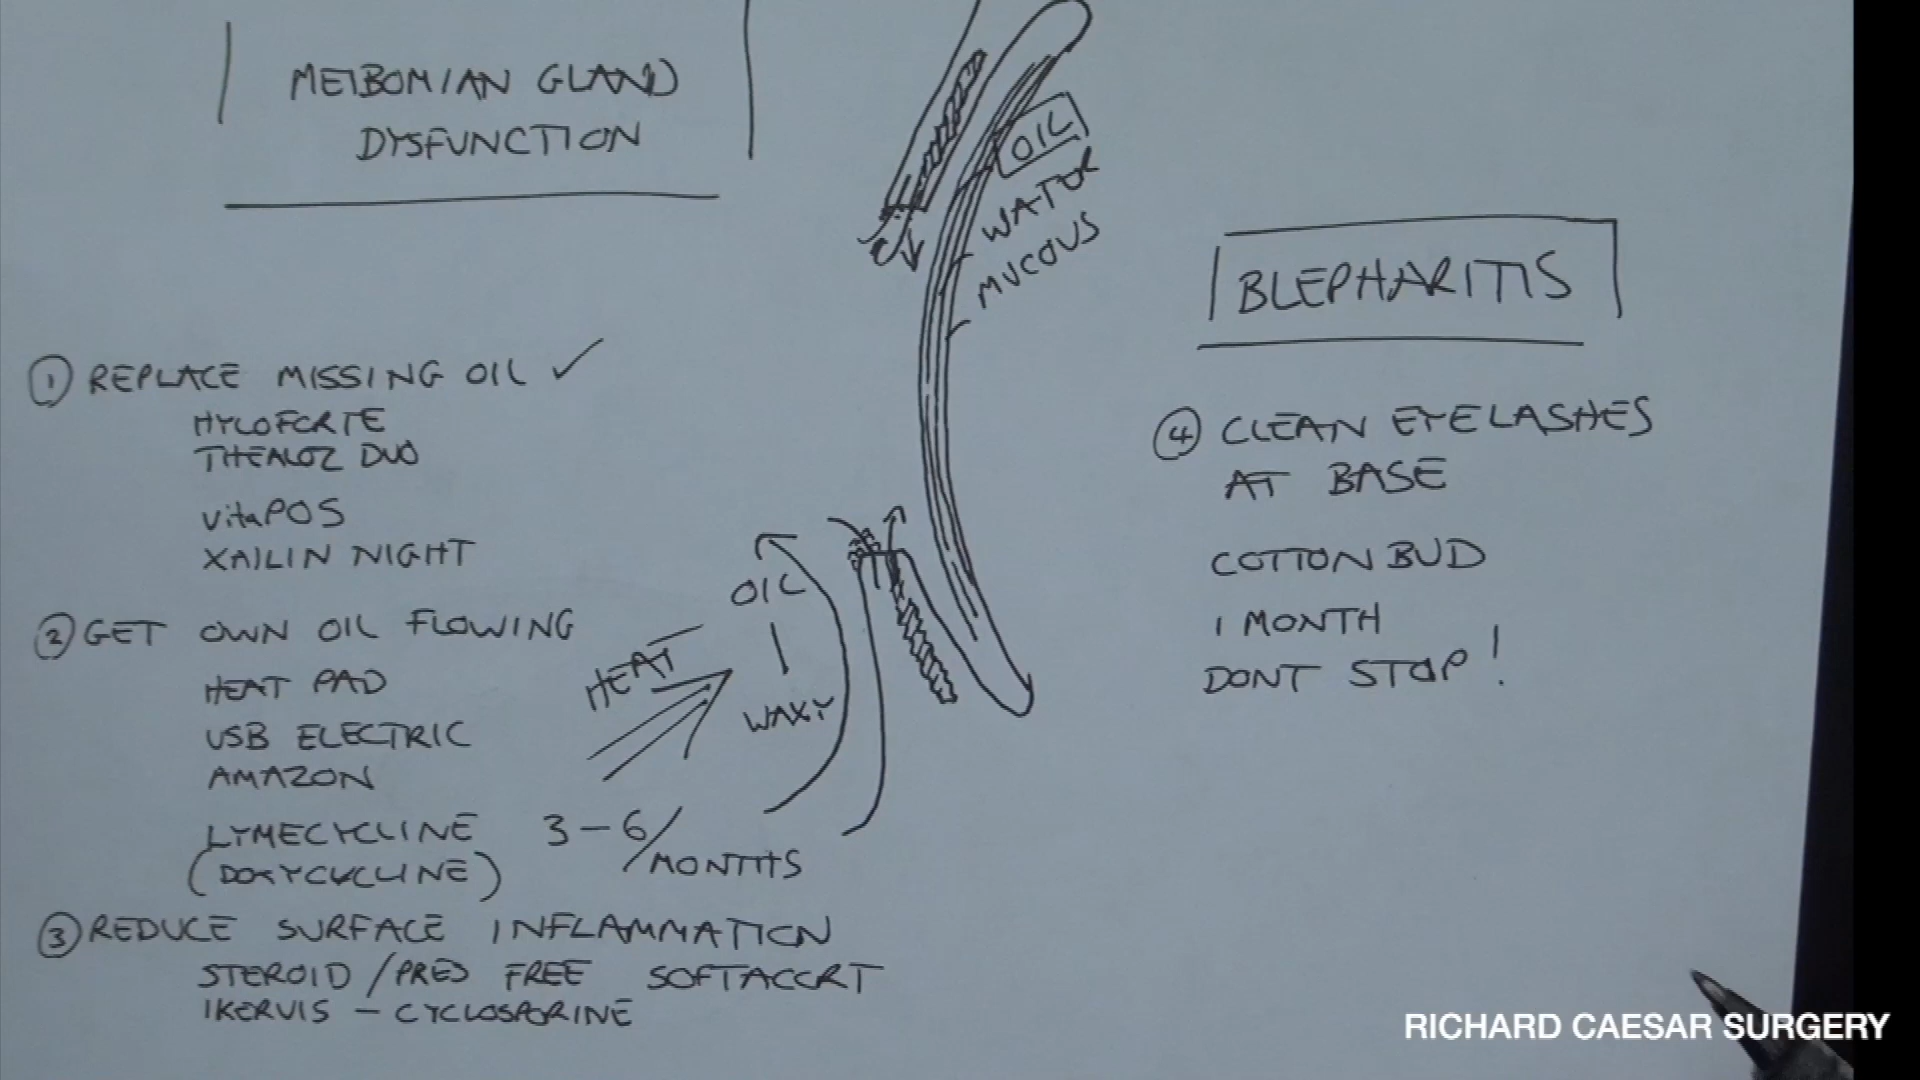 MEIBOMIAN GLAND
DYSFUNCTION
OIL
WATER
MUCOUS
① REPLACE MISSING OIL ✓
HYLOFORTE
THEALOZ DUO
VitaPOS
XAILIN NIGHT
② GET OWN OIL FLOWING
HEAT PAD
USB ELECTRIC
AMAZON
LYMECYCLINE 3-6/MONTHS
(DOXYCYCLINE)
HEAT
OIL
WAXY
③ REDUCE SURFACE INFLAMMATION
STEROID / PRES FREE SOFTACORT
IKERVIS - CYCLOSPORINE
BLEPHARITIS
④ CLEAN EYELASHES
AT BASE
COTTON BUD
1 MONTH
DONT STOP!
RICHARD CAESAR SURGERY